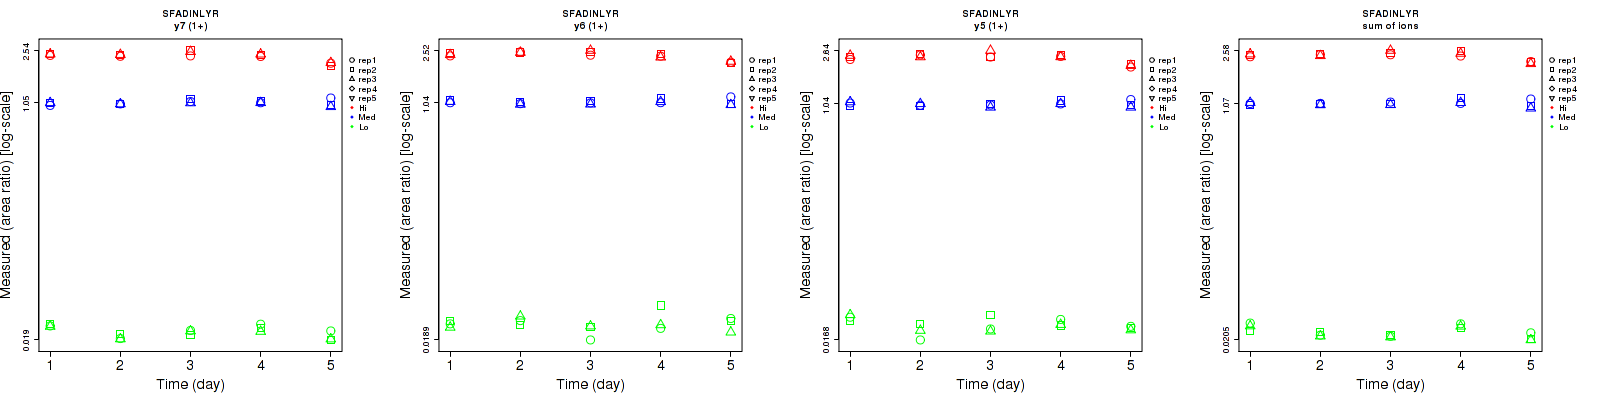 SFADINLYR
y7 (1+)
Measured (area ratio) [log-scale]
2.54
1.05
0.019
1 2 3 4 5
Time (day)
rep1
rep2
rep3
rep4
rep5
Hi
Med
Lo
SFADINLYR
y6 (1+)
Measured (area ratio) [log-scale]
2.52
1.04
0.0189
1 2 3 4 5
Time (day)
rep1
rep2
rep3
rep4
rep5
Hi
Med
Lo
SFADINLYR
y5 (1+)
Measured (area ratio) [log-scale]
2.64
1.04
0.0168
1 2 3 4 5
Time (day)
rep1
rep2
rep3
rep4
rep5
Hi
Med
Lo
SFADINLYR
sum of ions
Measured (area ratio) [log-scale]
2.58
1.07
0.0205
1 2 3 4 5
Time (day)
rep1
rep2
rep3
rep4
rep5
Hi
Med
Lo